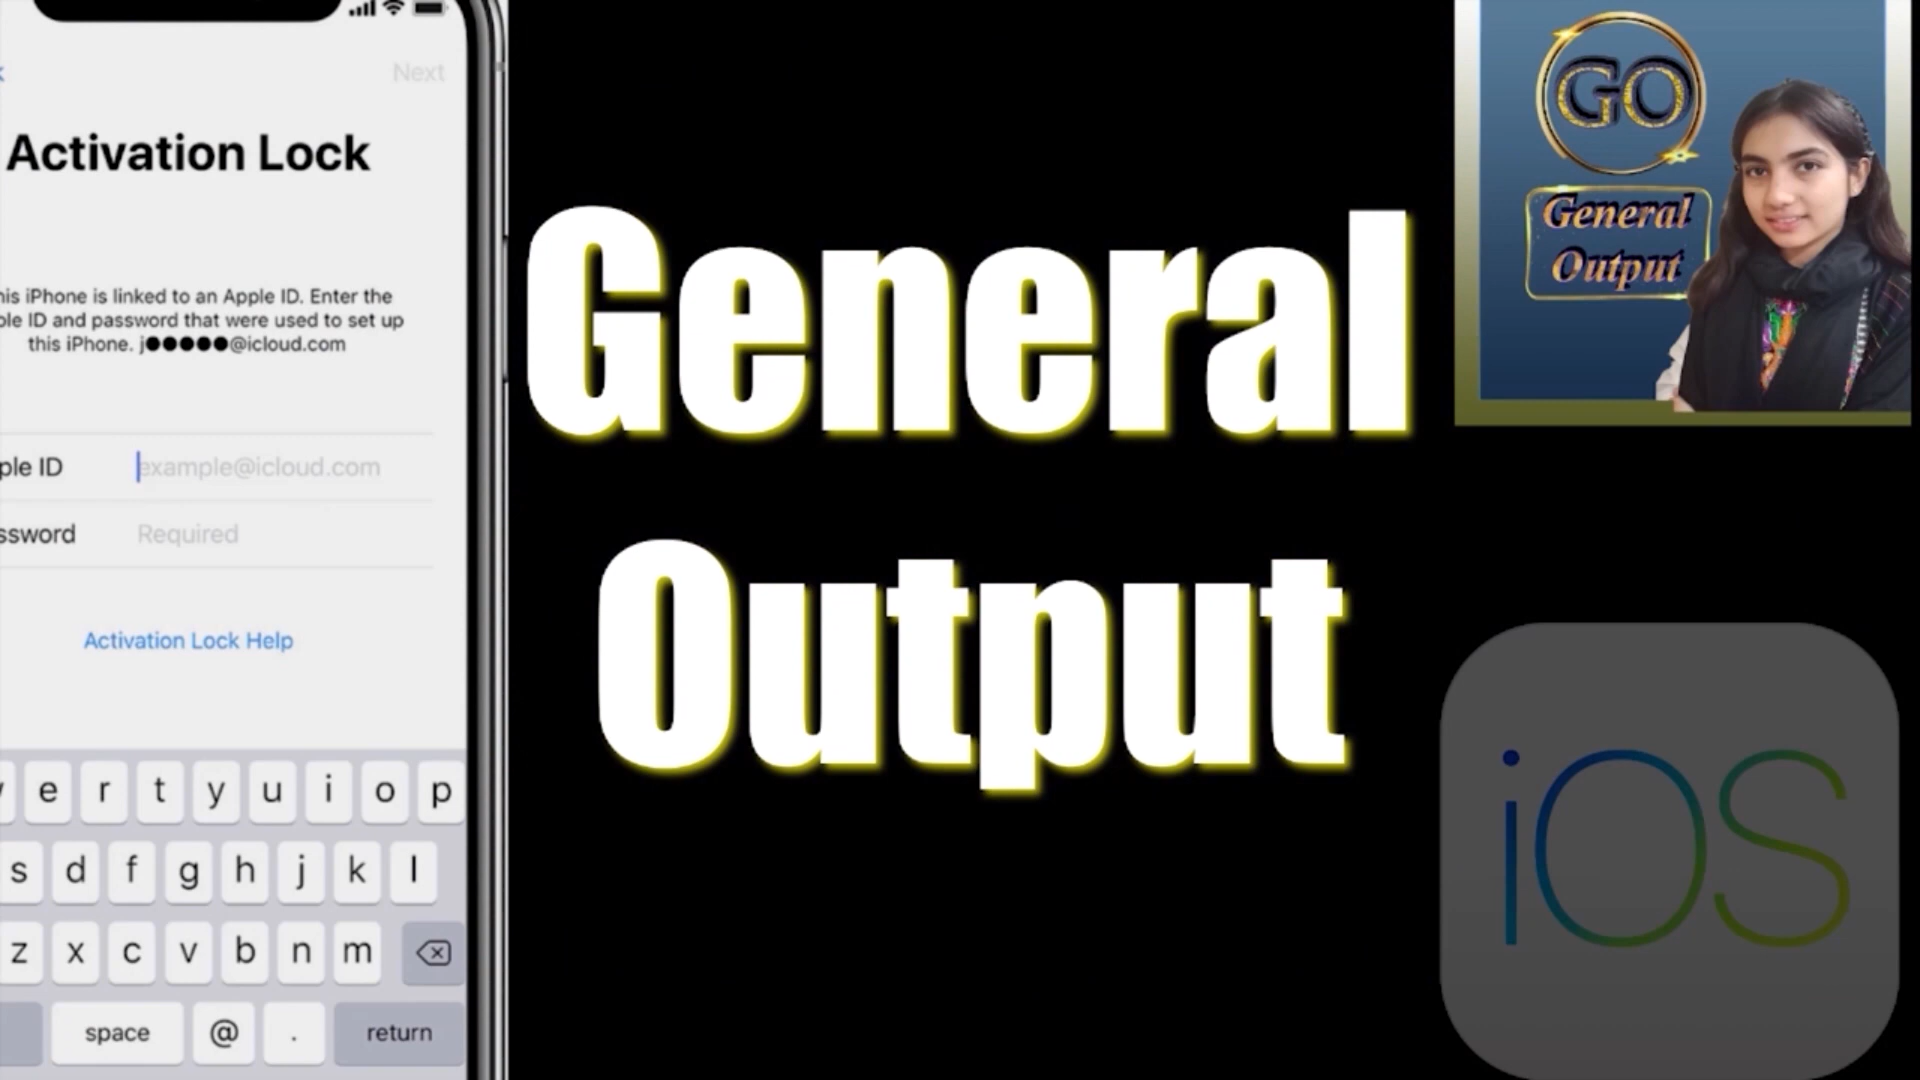 Next
Activation Lock
his iPhone is linked to an Apple ID. Enter the
ple ID and password that were used to set up
this iPhone. j●●●●●@icloud.com
ple ID
example@icloud.com
ssword
Required
Activation Lock Help
e r t y u i o p
s d f g h j k l
z x c v b n m
space @ . return
General
Output
GO
General
Output
iOS